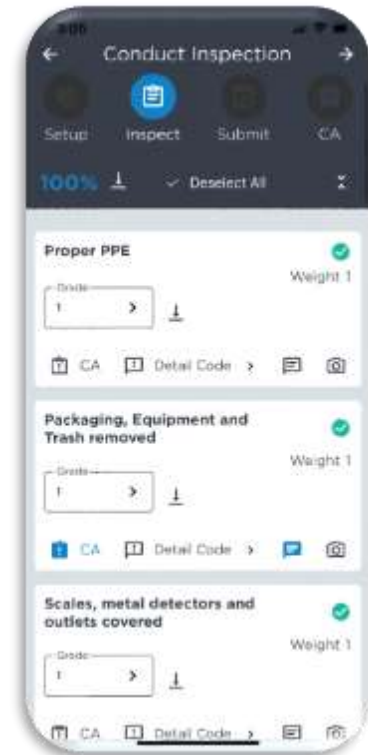 Conduct Inspection
Setup Inspect Submit CA
100% Deselect All
Proper PPE
Weight 1
Grade
1
CA Detail Code
Packaging, Equipment and
Trash removed
Weight 1
Grade
1
CA Detail Code
Scales, metal detectors and
outlets covered
Weight 1
Grade
1
CA Detail Code